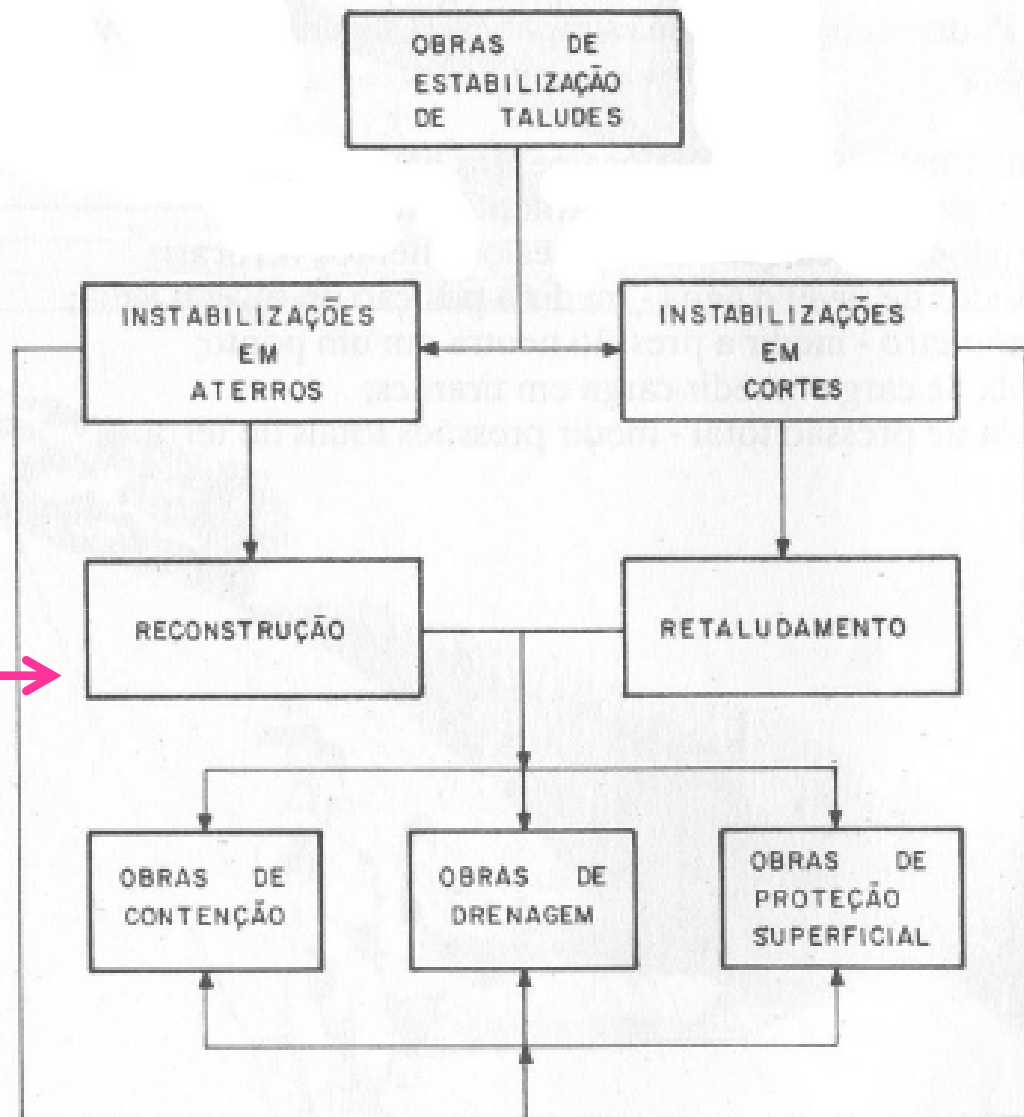 OBRAS DE
ESTABILIZAÇÃO
DE TALUDES
INSTABILIZAÇÕES
EM
ATERROS
INSTABILIZAÇÕES
EM
CORTES
RECONSTRUÇÃO
RETALUDAMENTO
OBRAS DE
CONTENÇÃO
OBRAS DE
DRENAGEM
OBRAS DE
PROTEÇÃO
SUPERFICIAL